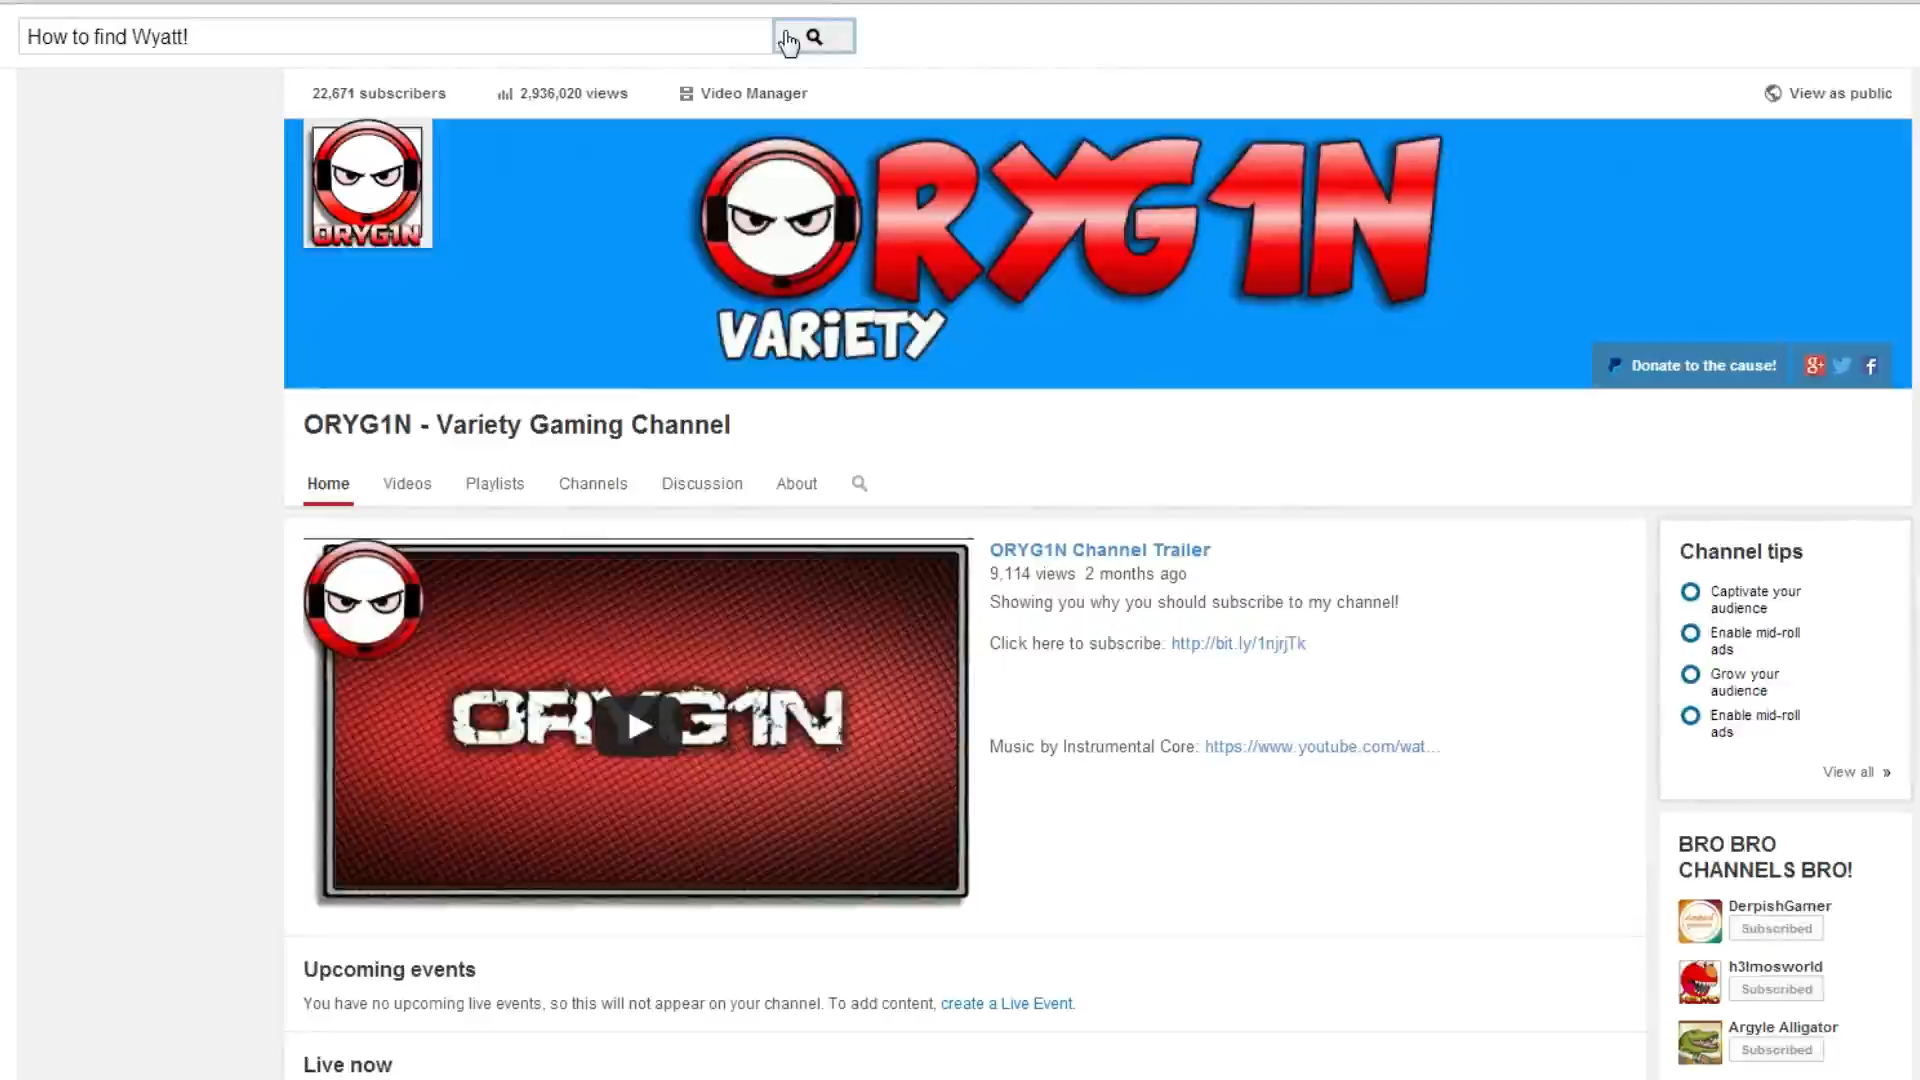 How to find Wyatt!
22,671 subscribers
2,936,020 views
Video Manager
View as public
ORYG1N
ORYG1N
VARiETY
Donate to the cause!
ORYG1N - Variety Gaming Channel
Home
Videos
Playlists
Channels
Discussion
About
ORYG1N
ORYG1N Channel Trailer
9,114 views 2 months ago
Showing you why you should subscribe to my channel!
Click here to subscribe: http://bit.ly/1njrjTk
Music by Instrumental Core: https://www.youtube.com/wat...
Upcoming events
You have no upcoming live events, so this will not appear on your channel. To add content, create a Live Event.
Live now
Channel tips
Captivate your
audience
Enable mid-roll
ads
Grow your
audience
Enable mid-roll
ads
View all »
BRO BRO
CHANNELS BRO!
DerpishGamer
Subscribed
h3lmosworld
Subscribed
Argyle Alligator
Subscribed